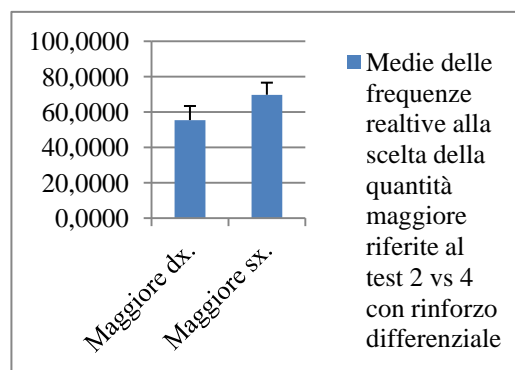 100,0000
80,0000
60,0000
40,0000
20,0000
0,0000
Maggiore dx.
Maggiore sx.
Medie delle
frequenze
realtive alla
scelta della
quantità
maggiore
riferite al
test 2 vs 4
con rinforzo
differenziale